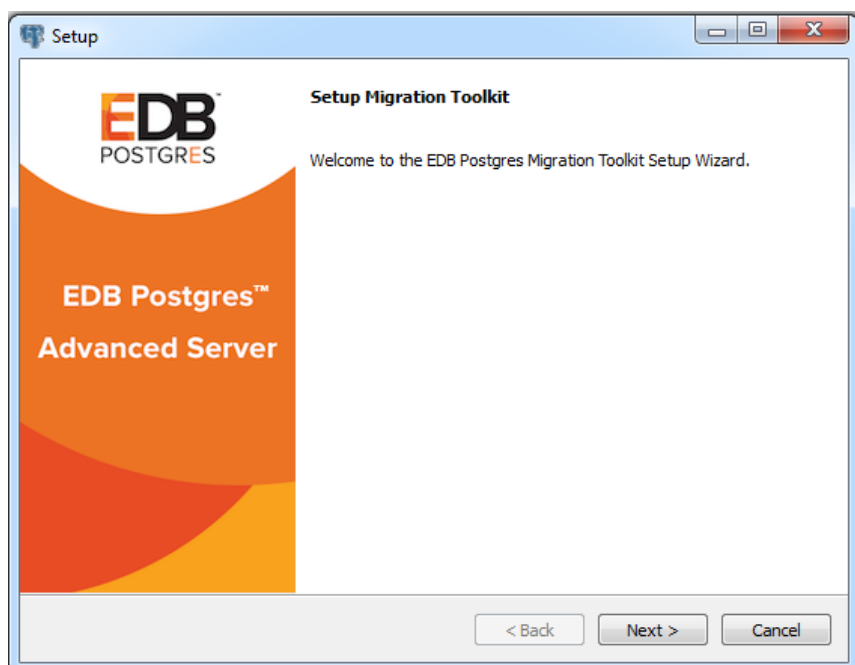 Setup
EDB™
POSTGRES
Setup Migration Toolkit
Welcome to the EDB Postgres Migration Toolkit Setup Wizard.
EDB Postgres™
Advanced Server
< Back
Next >
Cancel